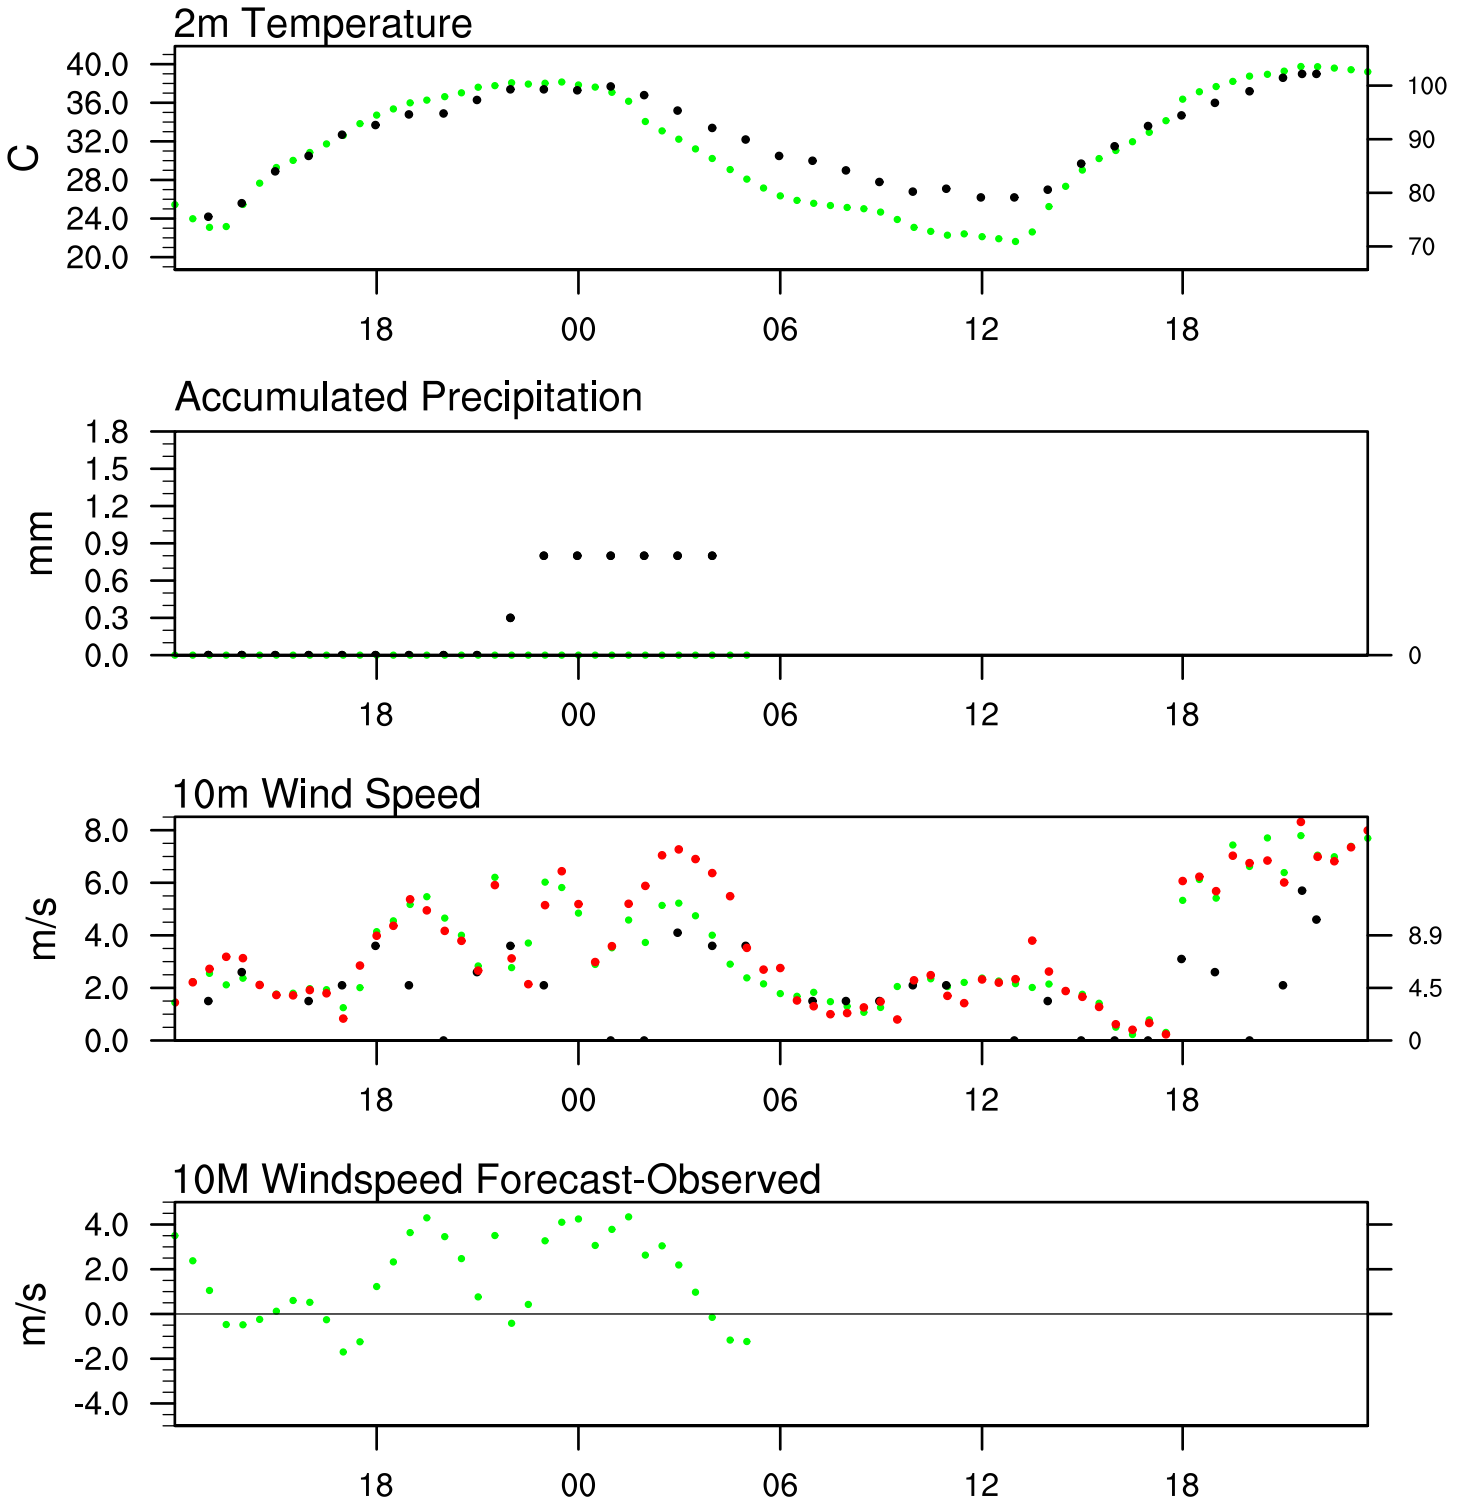 2m Temperature
40.0
36.0
32.0
28.0
24.0
20.0
C
100
90
80
70
18 00 06 12 18
Accumulated Precipitation
1.8
1.5
1.2
0.9
0.6
0.3
0.0
mm
0
18 00 06 12 18
10m Wind Speed
8.0
6.0
4.0
2.0
0.0
m/s
8.9
4.5
0
18 00 06 12 18
10M Windspeed Forecast-Observed
4.0
2.0
0.0
-2.0
-4.0
m/s
18 00 06 12 18